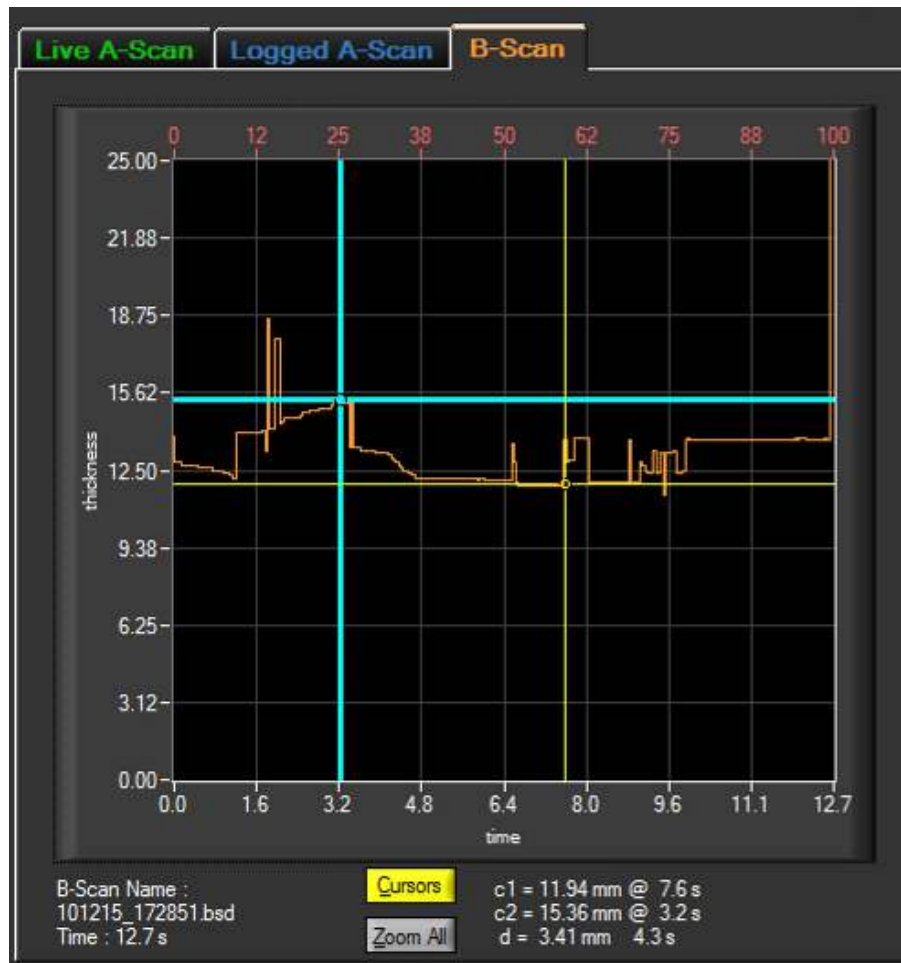 Live A-Scan Logged A-Scan B-Scan
0 12 25 38 50 62 75 88 100
25.00
21.88
18.75
15.62
12.50
9.38
6.25
3.12
0.00
thickness
0.0 1.6 3.2 4.8 6.4 8.0 9.6 11.1 12.7
time
B-Scan Name :
101215_172851.bsd
Time : 12.7 s
Cursors
Zoom All
c1 = 11.94 mm @ 7.6 s
c2 = 15.36 mm @ 3.2 s
d = 3.41 mm 4.3 s